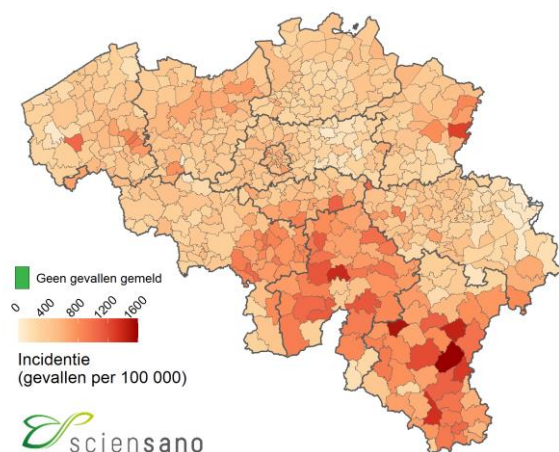 Geen gevallen gemeld
0 400 800 1200 1600
Incidentie
(gevallen per 100 000)
sciensano